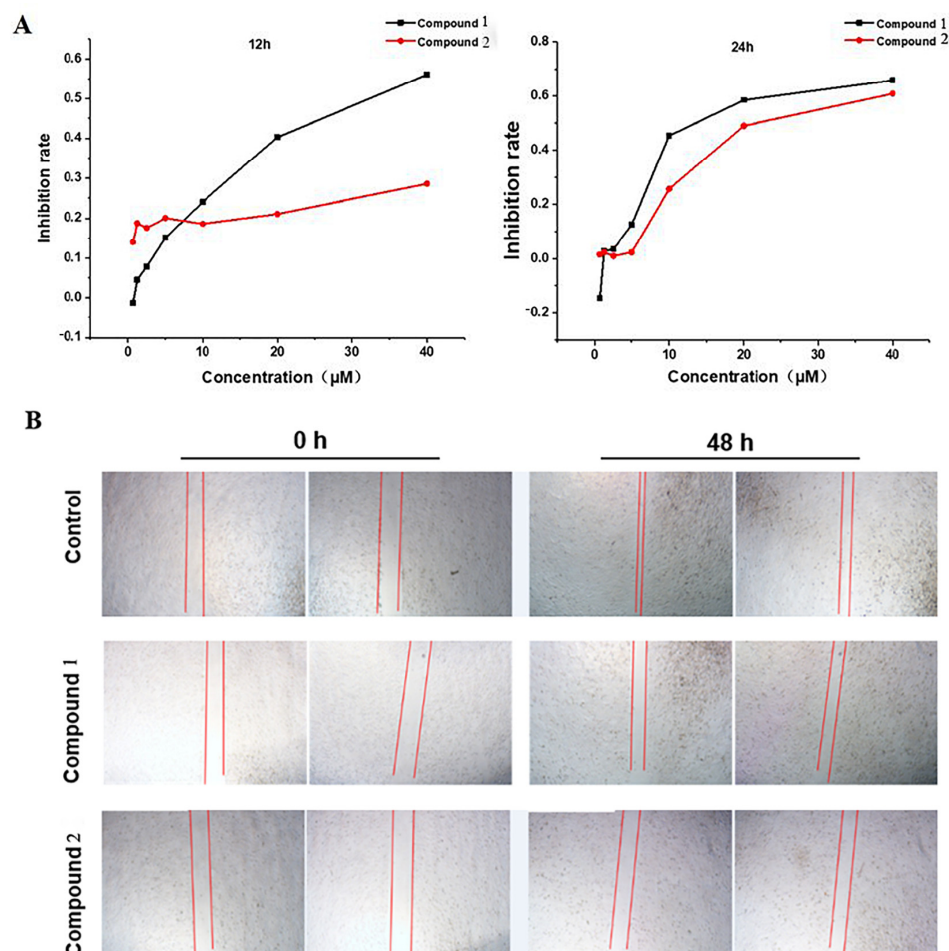 A
12h
Compound 1
Compound 2
0.6
0.5
0.4
0.3
0.2
0.1
0.0
-0.1
Inhibition rate
0
10
20
30
40
Concentration（μM）
24h
Compound 1
Compound 2
0.8
0.6
0.4
0.2
0.0
-0.2
Inhibition rate
0
10
20
30
40
Concentration（μM）
B
0 h
48 h
Control
Compound 1
Compound 2